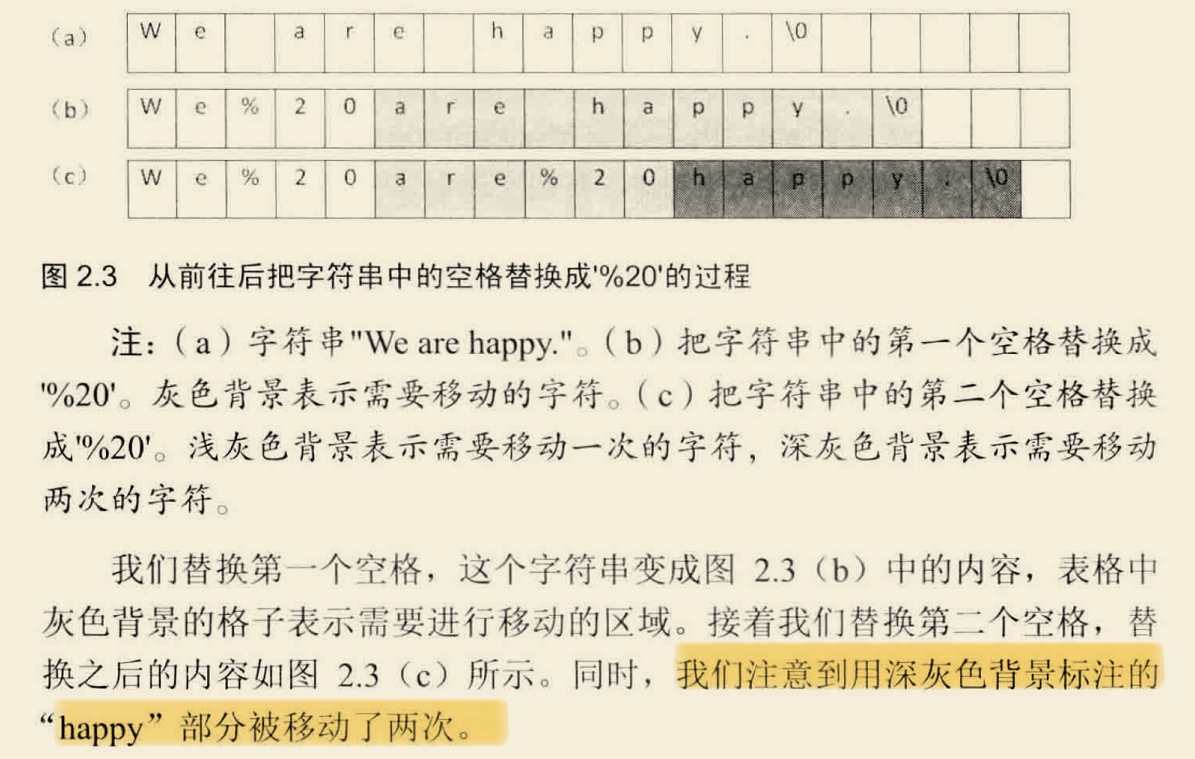 (a) W e a r e h a p p y . \0
(b) W e % 2 0 a r e h a p p y . \0
(c) W e % 2 0 a r e % 2 0 h a p p y . \0
图 2.3 从前往后把字符串中的空格替换成'%20'的过程
注：（a）字符串"We are happy."。（b）把字符串中的第一个空格替换成
'%20'。灰色背景表示需要移动的字符。（c）把字符串中的第二个空格替换
成'%20'。浅灰色背景表示需要移动一次的字符，深灰色背景表示需要移动
两次的字符。
我们替换第一个空格，这个字符串变成图 2.3（b）中的内容，表格中
灰色背景的格子表示需要进行移动的区域。接着我们替换第二个空格，替
换之后的内容如图 2.3（c）所示。同时，我们注意到用深灰色背景标注的
“happy”部分被移动了两次。